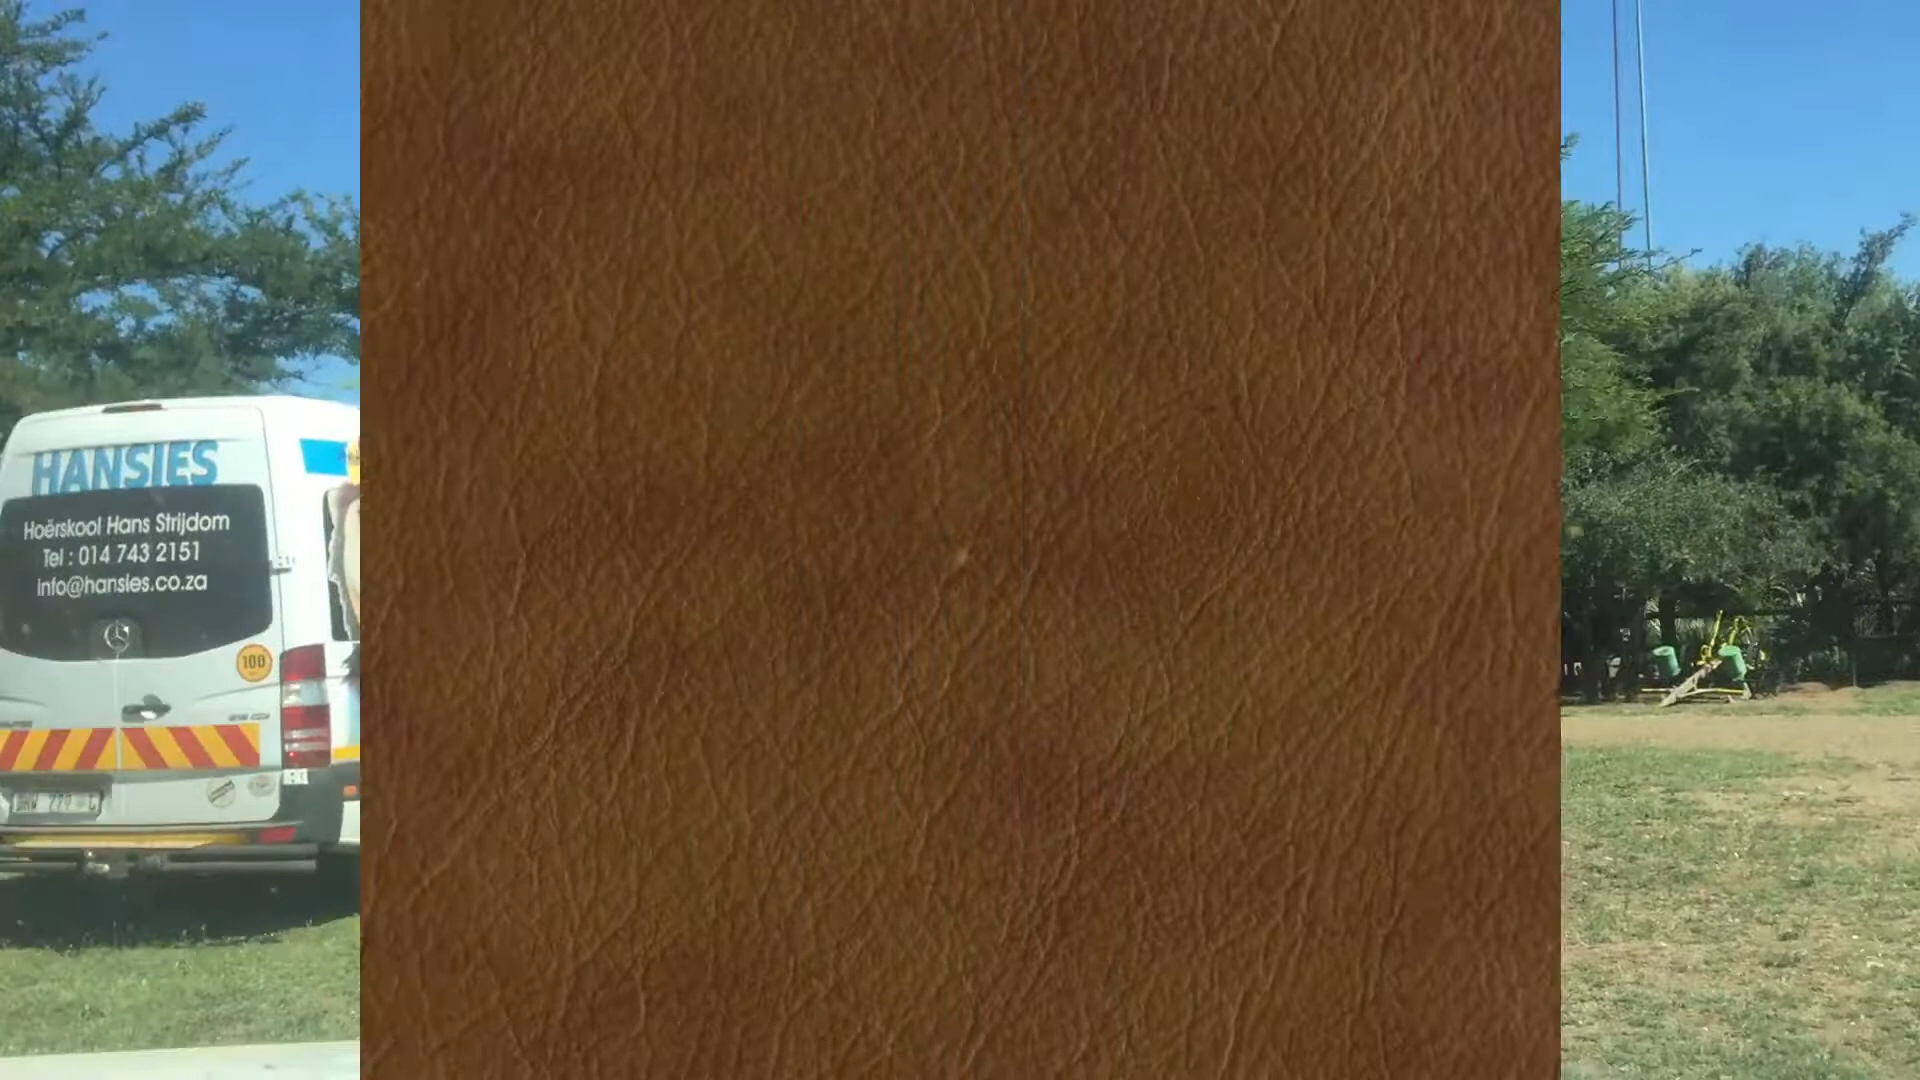 HANSIES
Hoërskool Hans Strijdom
Tel : 014 743 2151
info@hansies.co.za
100